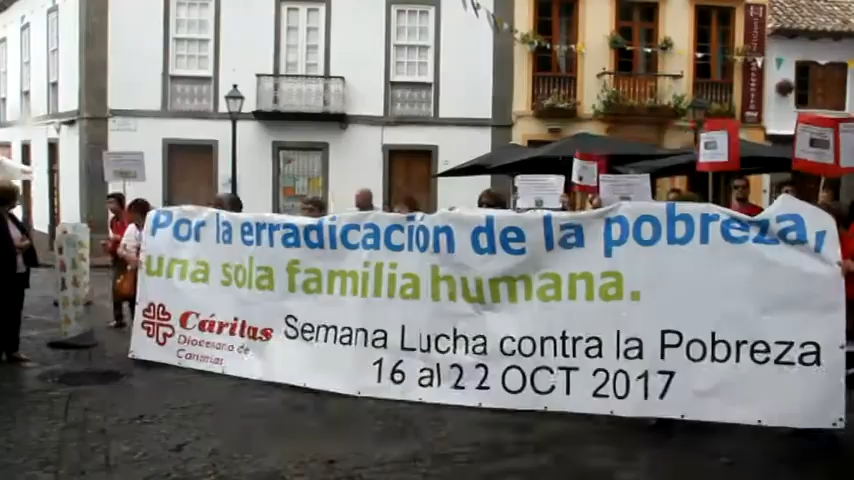 Por la erradicación de la pobreza,
una sola familia humana.
Cáritas
Diocesana de
Canarias
Semana Lucha contra la Pobreza
16 al 22 OCT 2017